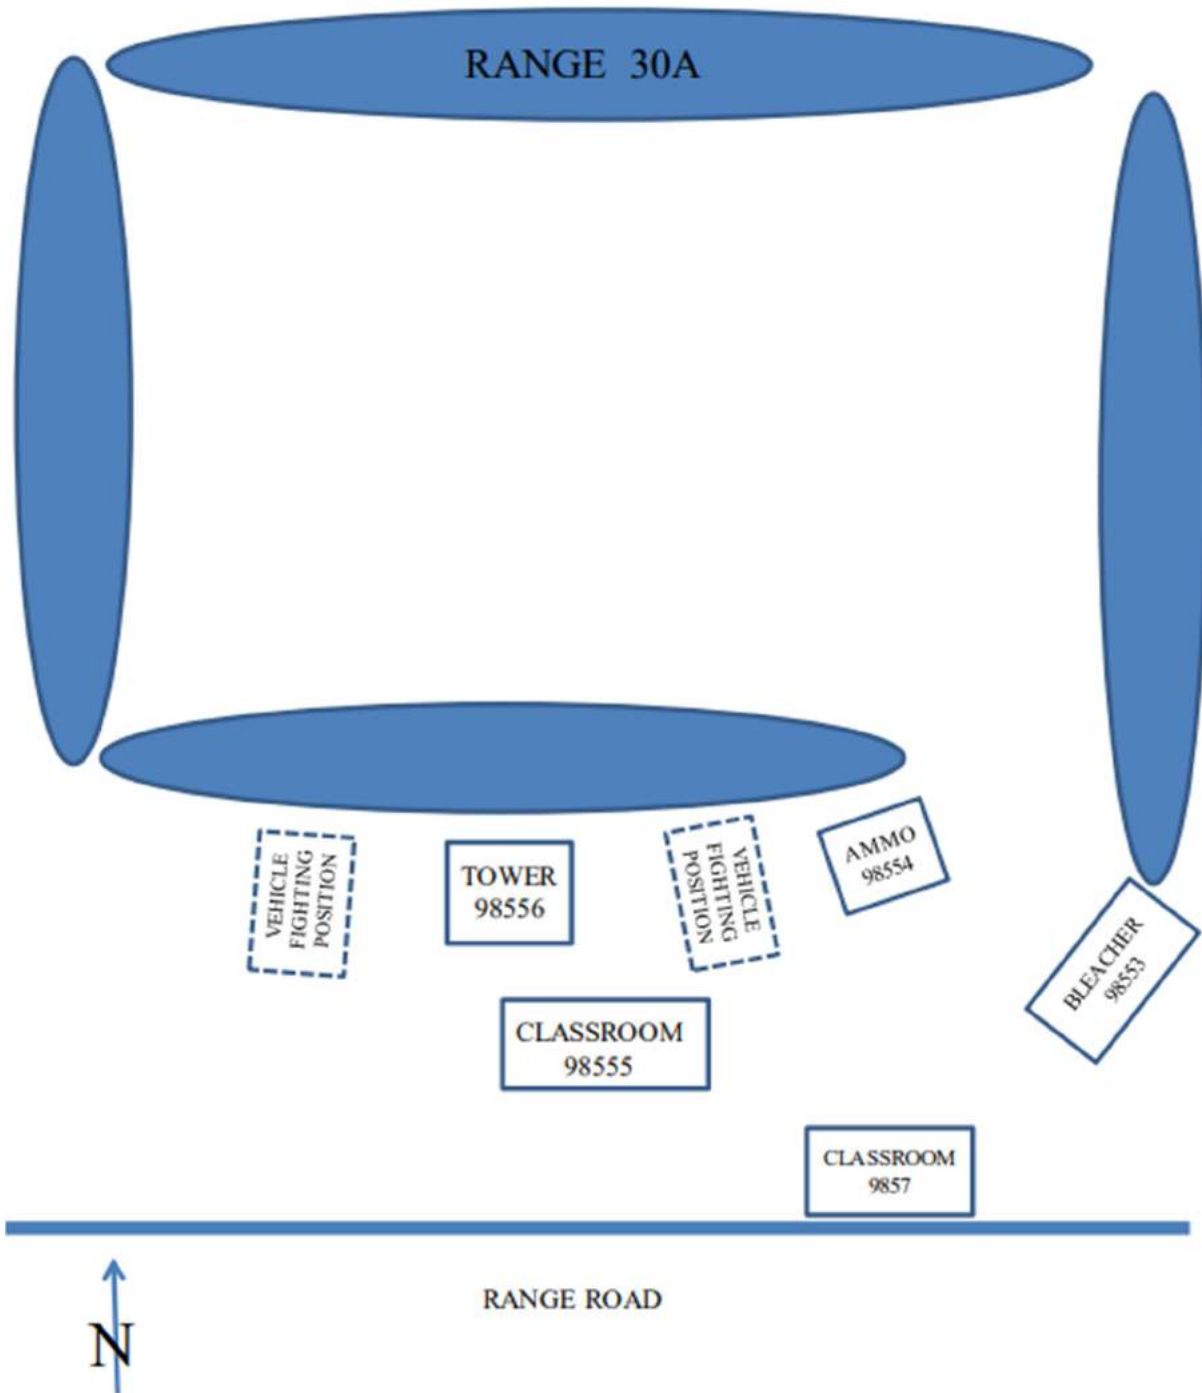 RANGE 30A
VEHICLE
FIGHTING
POSITION
TOWER
98556
VEHICLE
FIGHTING
POSITION
AMMO
98554
BLEACHER
98553
CLASSROOM
98555
CLASSROOM
9857
RANGE ROAD
N